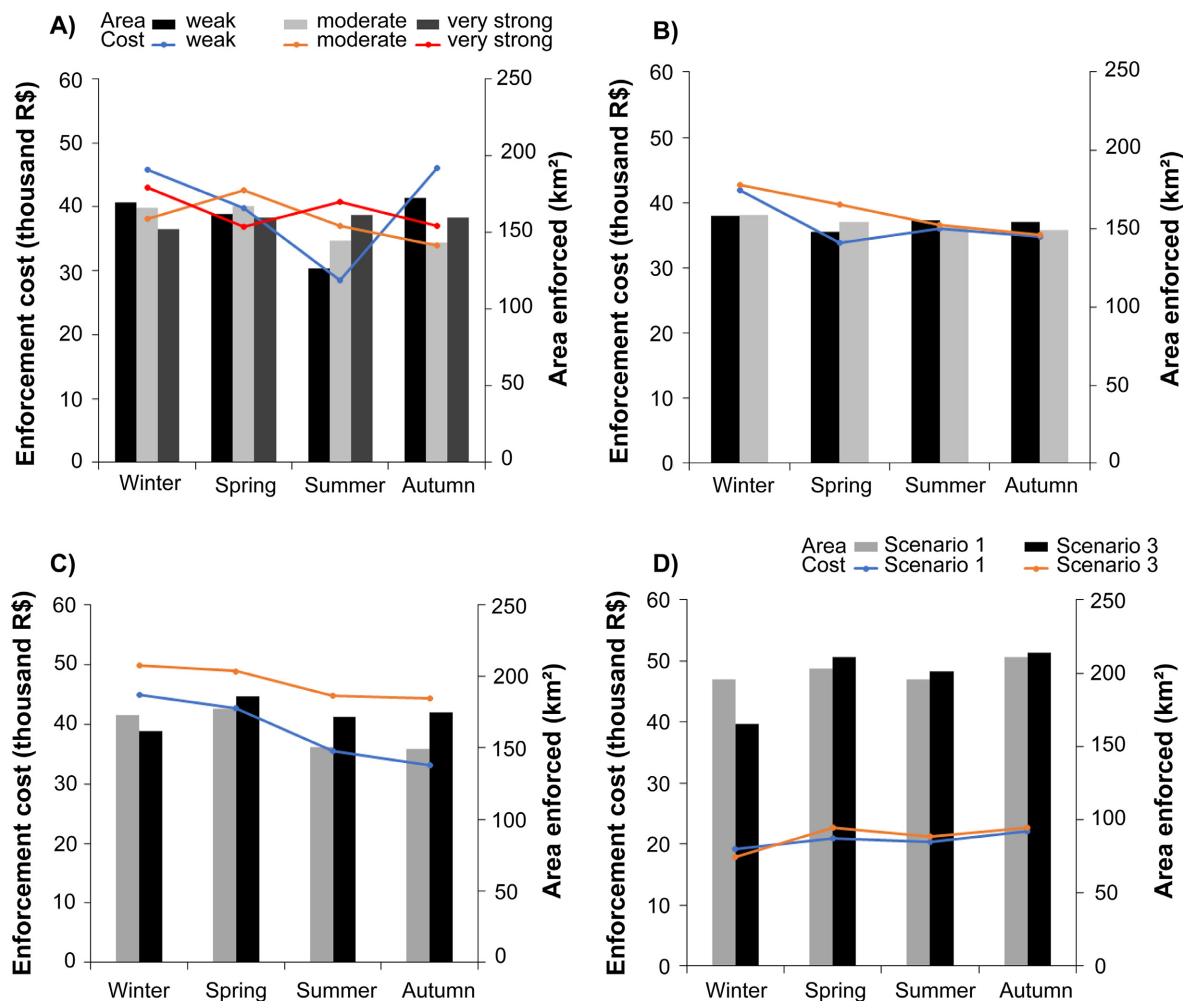 A)
Area weak moderate very strong
Cost weak moderate very strong
Enforcement cost (thousand R$)
60
50
40
30
20
10
0
250
200
150
100
50
0
Area enforced (km²)
Winter Spring Summer Autumn
B)
Enforcement cost (thousand R$)
60
50
40
30
20
10
0
250
200
150
100
50
0
Area enforced (km²)
Winter Spring Summer Autumn
C)
Enforcement cost (thousand R$)
60
50
40
30
20
10
0
250
200
150
100
50
0
Area enforced (km²)
Winter Spring Summer Autumn
D)
Area Scenario 1 Scenario 3
Cost Scenario 1 Scenario 3
Enforcement cost (thousand R$)
60
50
40
30
20
10
0
250
200
150
100
50
0
Area enforced (km²)
Winter Spring Summer Autumn